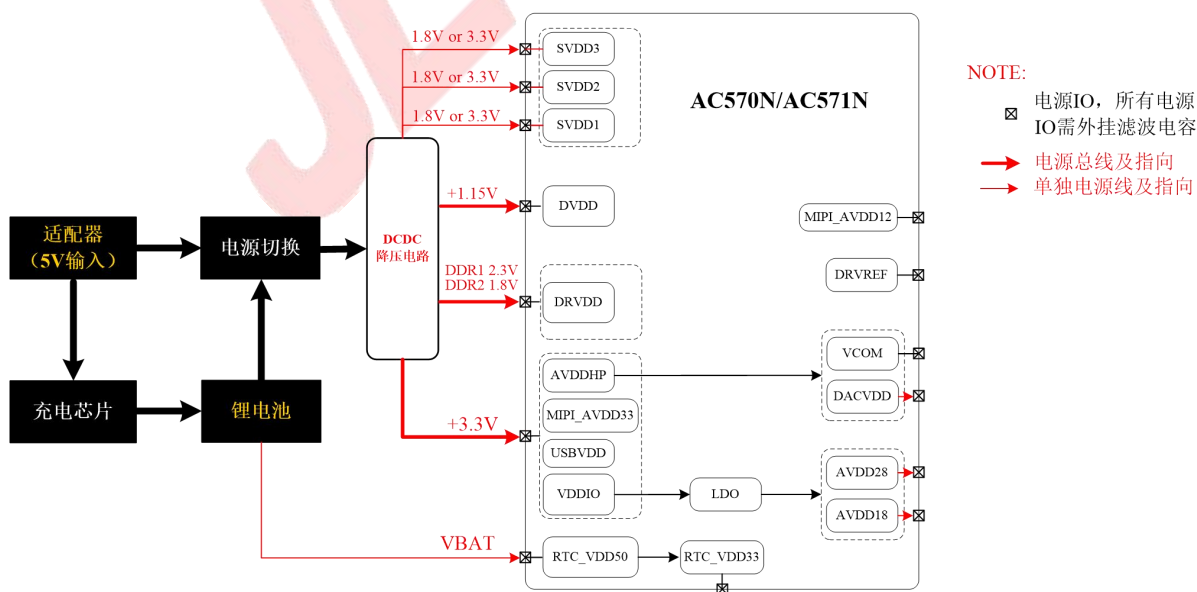 1.8V or 3.3V
SVDD3
1.8V or 3.3V
SVDD2
1.8V or 3.3V
SVDD1
AC570N/AC571N
NOTE:
电源IO，所有电源
IO需外挂滤波电容
电源总线及指向
单独电源线及指向
+1.15V
DVDD
MIPI_AVDD12
适配器
（5V输入）
电源切换
DCDC
降压电路
DDR1 2.3V
DDR2 1.8V
DRVDD
DRVREF
AVDDHP
VCOM
DACVDD
充电芯片
锂电池
+3.3V
MIPI_AVDD33
USBVDD
VDDIO
LDO
AVDD28
AVDD18
VBAT
RTC_VDD50
RTC_VDD33